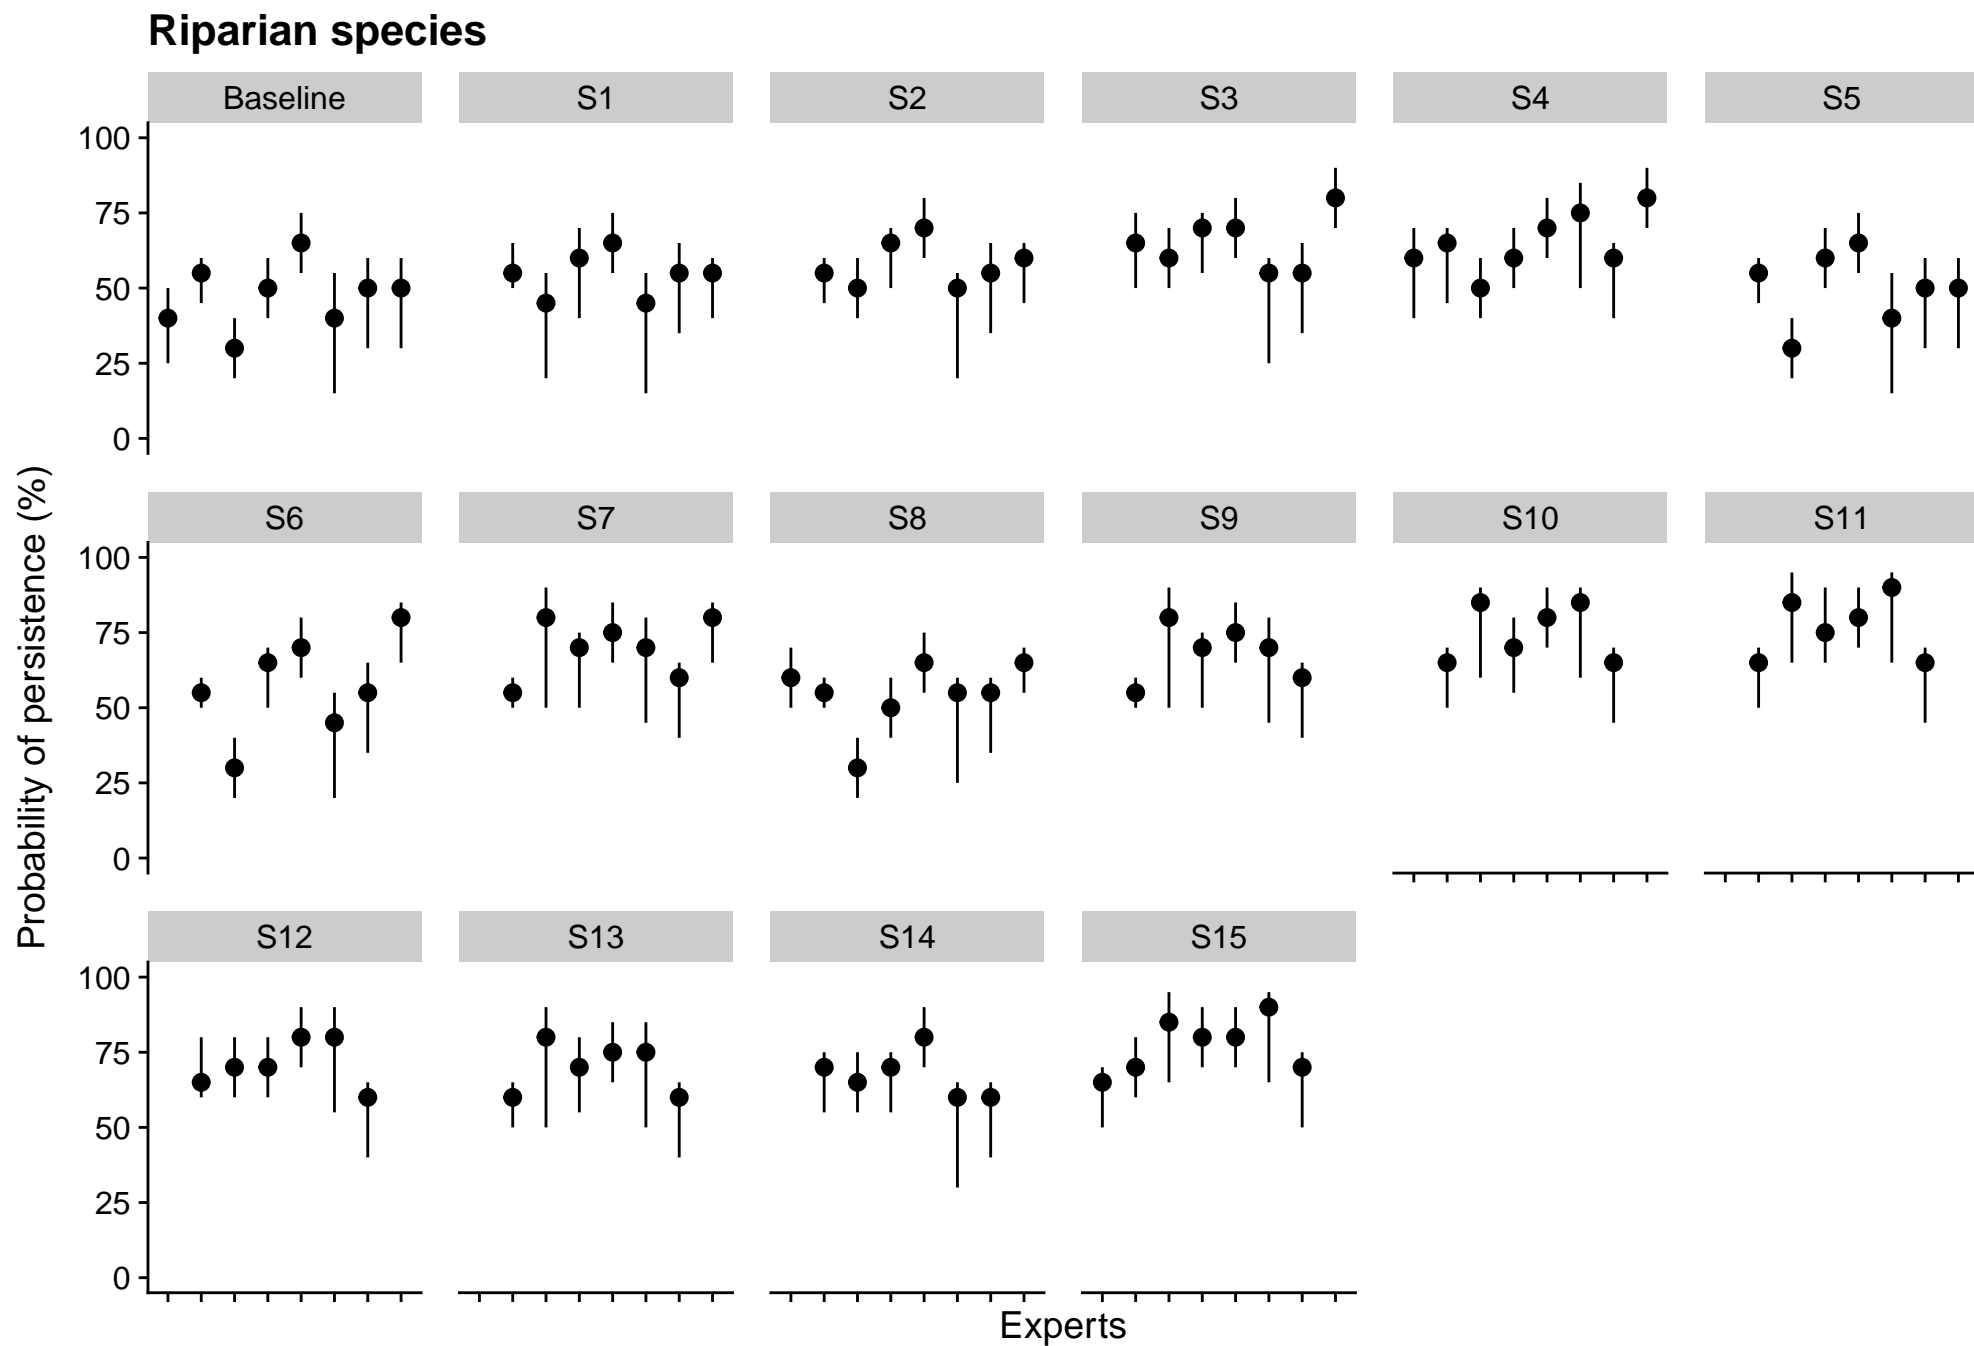 Riparian species
Baseline S1 S2 S3 S4 S5
100
75
50
25
0
Probability of persistence (%)
S6 S7 S8 S9 S10 S11
100
75
50
25
0
S12 S13 S14 S15
100
75
50
25
0
Experts